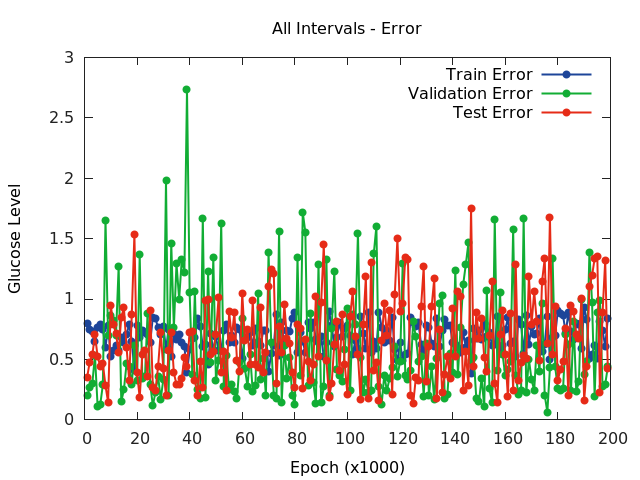 All Intervals - Error
Train Error
Validation Error
Test Error
3
2.5
2
1.5
1
0.5
0
0 20 40 60 80 100 120 140 160 180 200
Glucose Level
Epoch (x1000)